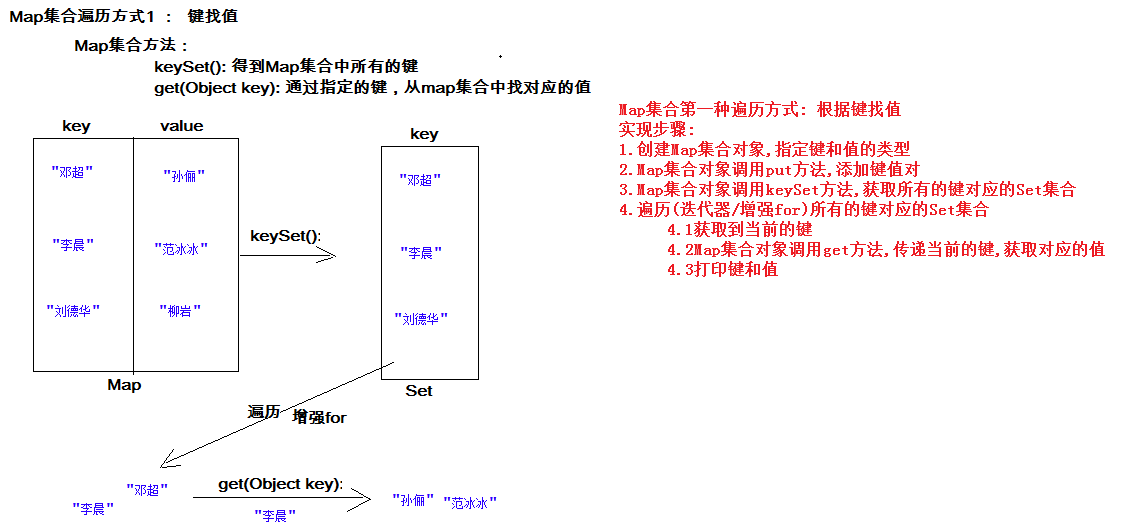 Map集合遍历方式1 ： 键找值
Map集合方法：
keySet(): 得到Map集合中所有的键
get(Object key): 通过指定的键，从map集合中找对应的值
key value
"邓超" "孙俪"
"李晨" "范冰冰"
"刘德华" "柳岩"
Map
keySet():
key
"邓超"
"李晨"
"刘德华"
Set
遍历 增强for
"邓超"
"李晨"
get(Object key):
"李晨"
"孙俪" "范冰冰"
Map集合第一种遍历方式: 根据键找值
实现步骤:
1.创建Map集合对象,指定键和值的类型
2.Map集合对象调用put方法,添加键值对
3.Map集合对象调用keySet方法,获取所有的键对应的Set集合
4.遍历(迭代器/增强for)所有的键对应的Set集合
4.1获取到当前的键
4.2Map集合对象调用get方法,传递当前的键,获取对应的值
4.3打印键和值